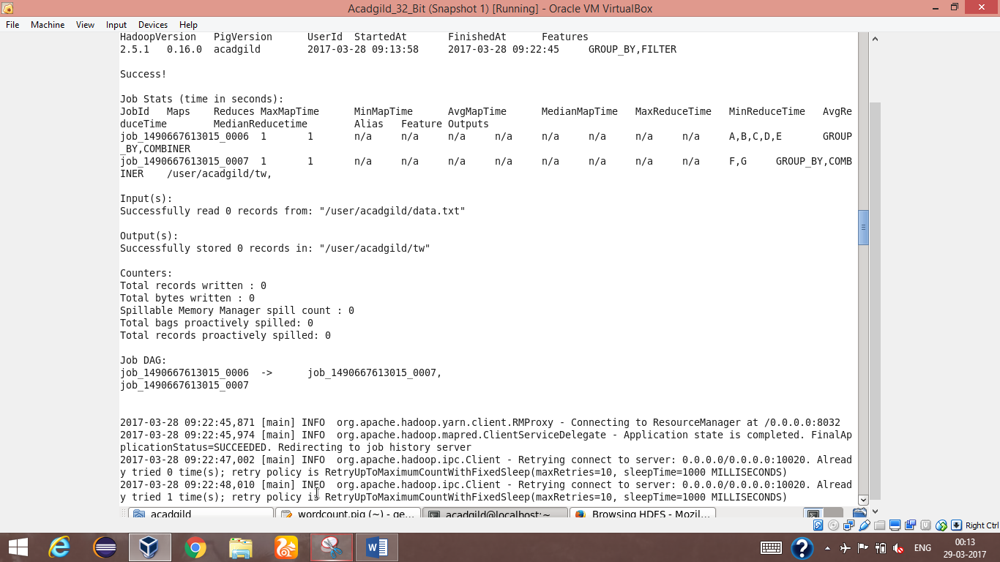 Acadgild_32_Bit (Snapshot 1) [Running] - Oracle VM VirtualBox
File Machine View Input Devices Help
HadoopVersion PigVersion UserId StartedAt FinishedAt Features
2.5.1 0.16.0 acadgild 2017-03-28 09:13:58 2017-03-28 09:22:45 GROUP_BY,FILTER
Success!
Job Stats (time in seconds):
JobId Maps Reduces MaxMapTime MinMapTime AvgMapTime MedianMapTime MaxReduceTime MinReduceTime AvgRe
duceTime MedianReducetime Alias Feature Outputs
job_1490667613015_0006 1 1 n/a n/a n/a n/a n/a n/a n/a n/a A,B,C,D,E GROUP
_BY,COMBINER
job_1490667613015_0007 1 1 n/a n/a n/a n/a n/a n/a n/a n/a F,G GROUP_BY,COMB
INER /user/acadgild/tw,
Input(s):
Successfully read 0 records from: "/user/acadgild/data.txt"
Output(s):
Successfully stored 0 records in: "/user/acadgild/tw"
Counters:
Total records written : 0
Total bytes written : 0
Spillable Memory Manager spill count : 0
Total bags proactively spilled: 0
Total records proactively spilled: 0
Job DAG:
job_1490667613015_0006 -> job_1490667613015_0007,
job_1490667613015_0007
2017-03-28 09:22:45,871 [main] INFO org.apache.hadoop.yarn.client.RMProxy - Connecting to ResourceManager at /0.0.0.0:8032
2017-03-28 09:22:45,974 [main] INFO org.apache.hadoop.mapred.ClientServiceDelegate - Application state is completed. FinalAp
plicationStatus=SUCCEEDED. Redirecting to job history server
2017-03-28 09:22:47,002 [main] INFO org.apache.hadoop.ipc.Client - Retrying connect to server: 0.0.0.0/0.0.0.0:10020. Alread
y tried 0 time(s); retry policy is RetryUpToMaximumCountWithFixedSleep(maxRetries=10, sleepTime=1000 MILLISECONDS)
2017-03-28 09:22:48,010 [main] INFO org.apache.hadoop.ipc.Client - Retrying connect to server: 0.0.0.0/0.0.0.0:10020. Alread
y tried 1 time(s); retry policy is RetryUpToMaximumCountWithFixedSleep(maxRetries=10, sleepTime=1000 MILLISECONDS)
acadgild wordcount.pig (~) - ge... acadgild@localhost:~ Browsing HDFS - Mozil...
Right Ctrl
ENG 00:13
29-03-2017